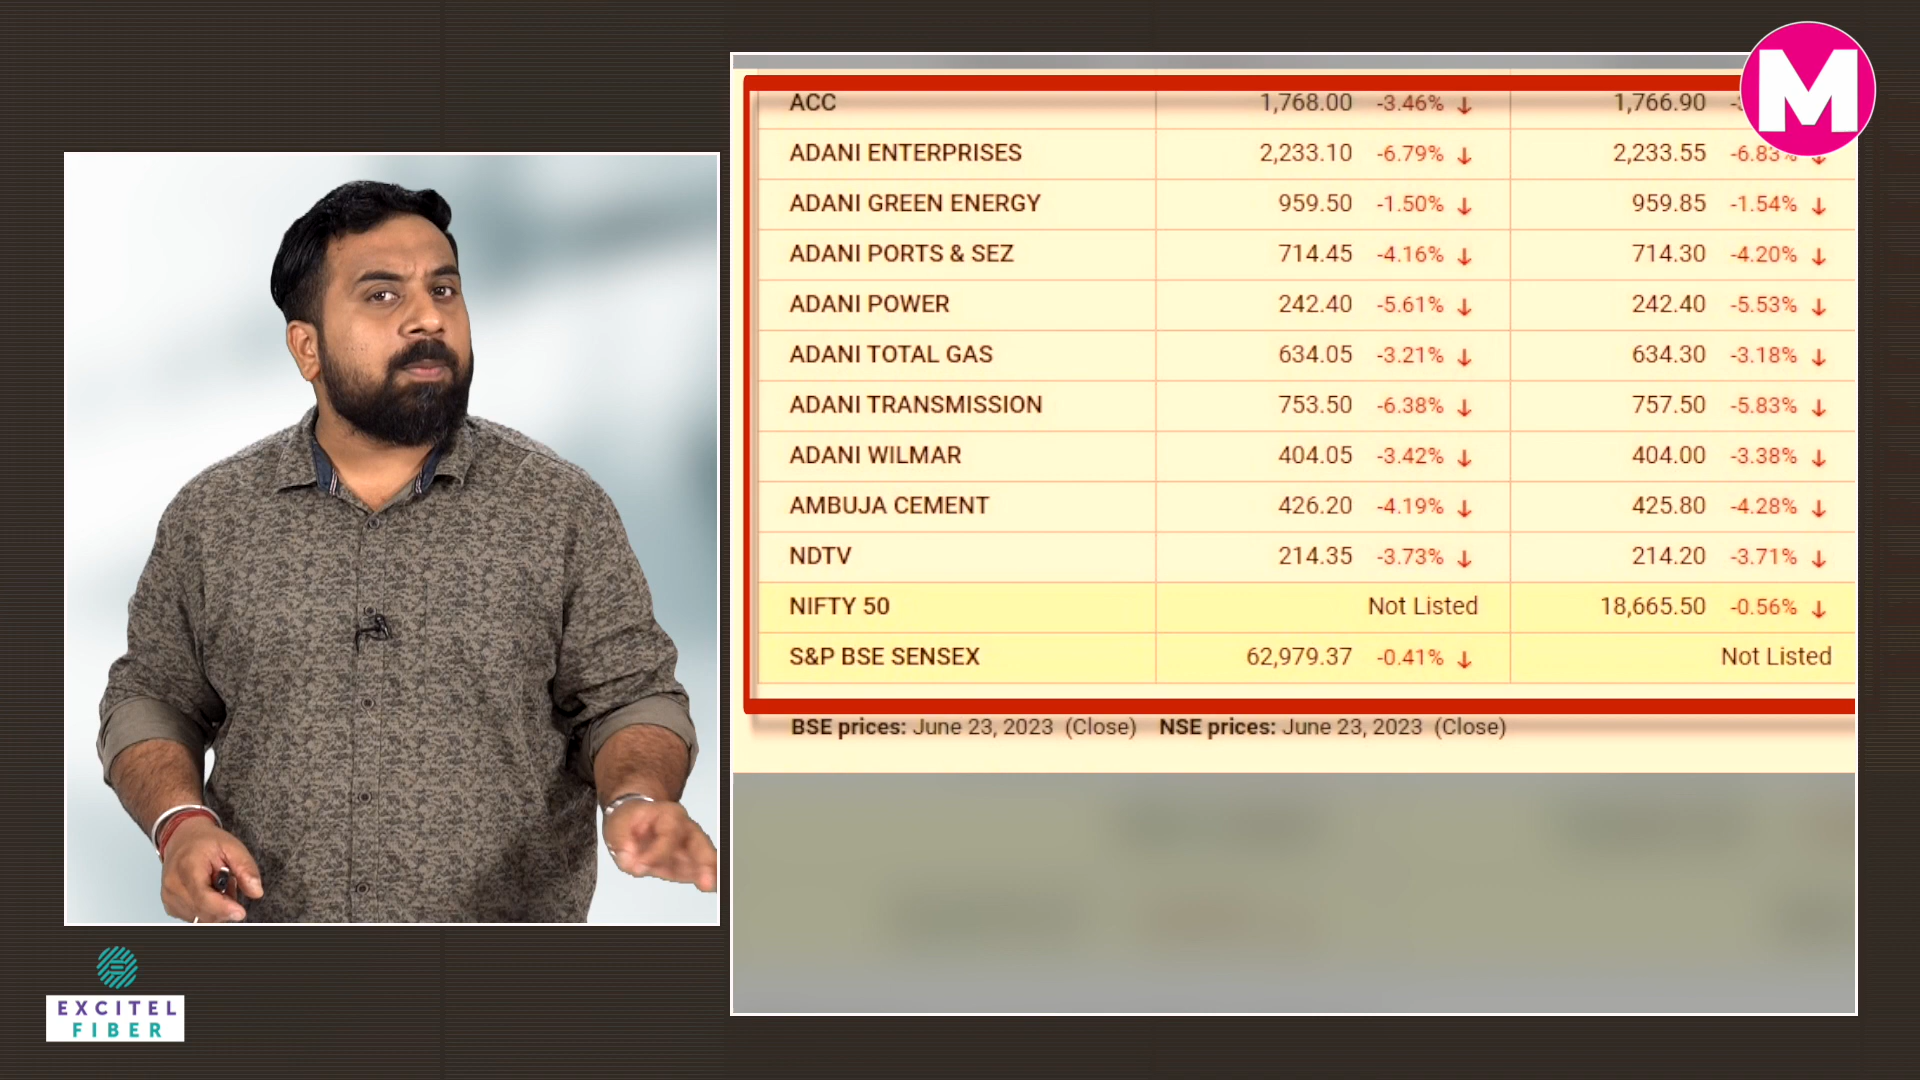 M
ACC 1,768.00 -3.46% ↓ 1,766.90
ADANI ENTERPRISES 2,233.10 -6.79% ↓ 2,233.55 -6.83% ↓
ADANI GREEN ENERGY 959.50 -1.50% ↓ 959.85 -1.54% ↓
ADANI PORTS & SEZ 714.45 -4.16% ↓ 714.30 -4.20% ↓
ADANI POWER 242.40 -5.61% ↓ 242.40 -5.53% ↓
ADANI TOTAL GAS 634.05 -3.21% ↓ 634.30 -3.18% ↓
ADANI TRANSMISSION 753.50 -6.38% ↓ 757.50 -5.83% ↓
ADANI WILMAR 404.05 -3.42% ↓ 404.00 -3.38% ↓
AMBUJA CEMENT 426.20 -4.19% ↓ 425.80 -4.28% ↓
NDTV 214.35 -3.73% ↓ 214.20 -3.71% ↓
NIFTY 50 Not Listed 18,665.50 -0.56% ↓
S&P BSE SENSEX 62,979.37 -0.41% ↓ Not Listed
BSE prices: June 23, 2023 (Close) NSE prices: June 23, 2023 (Close)
EXCITEL
FIBER